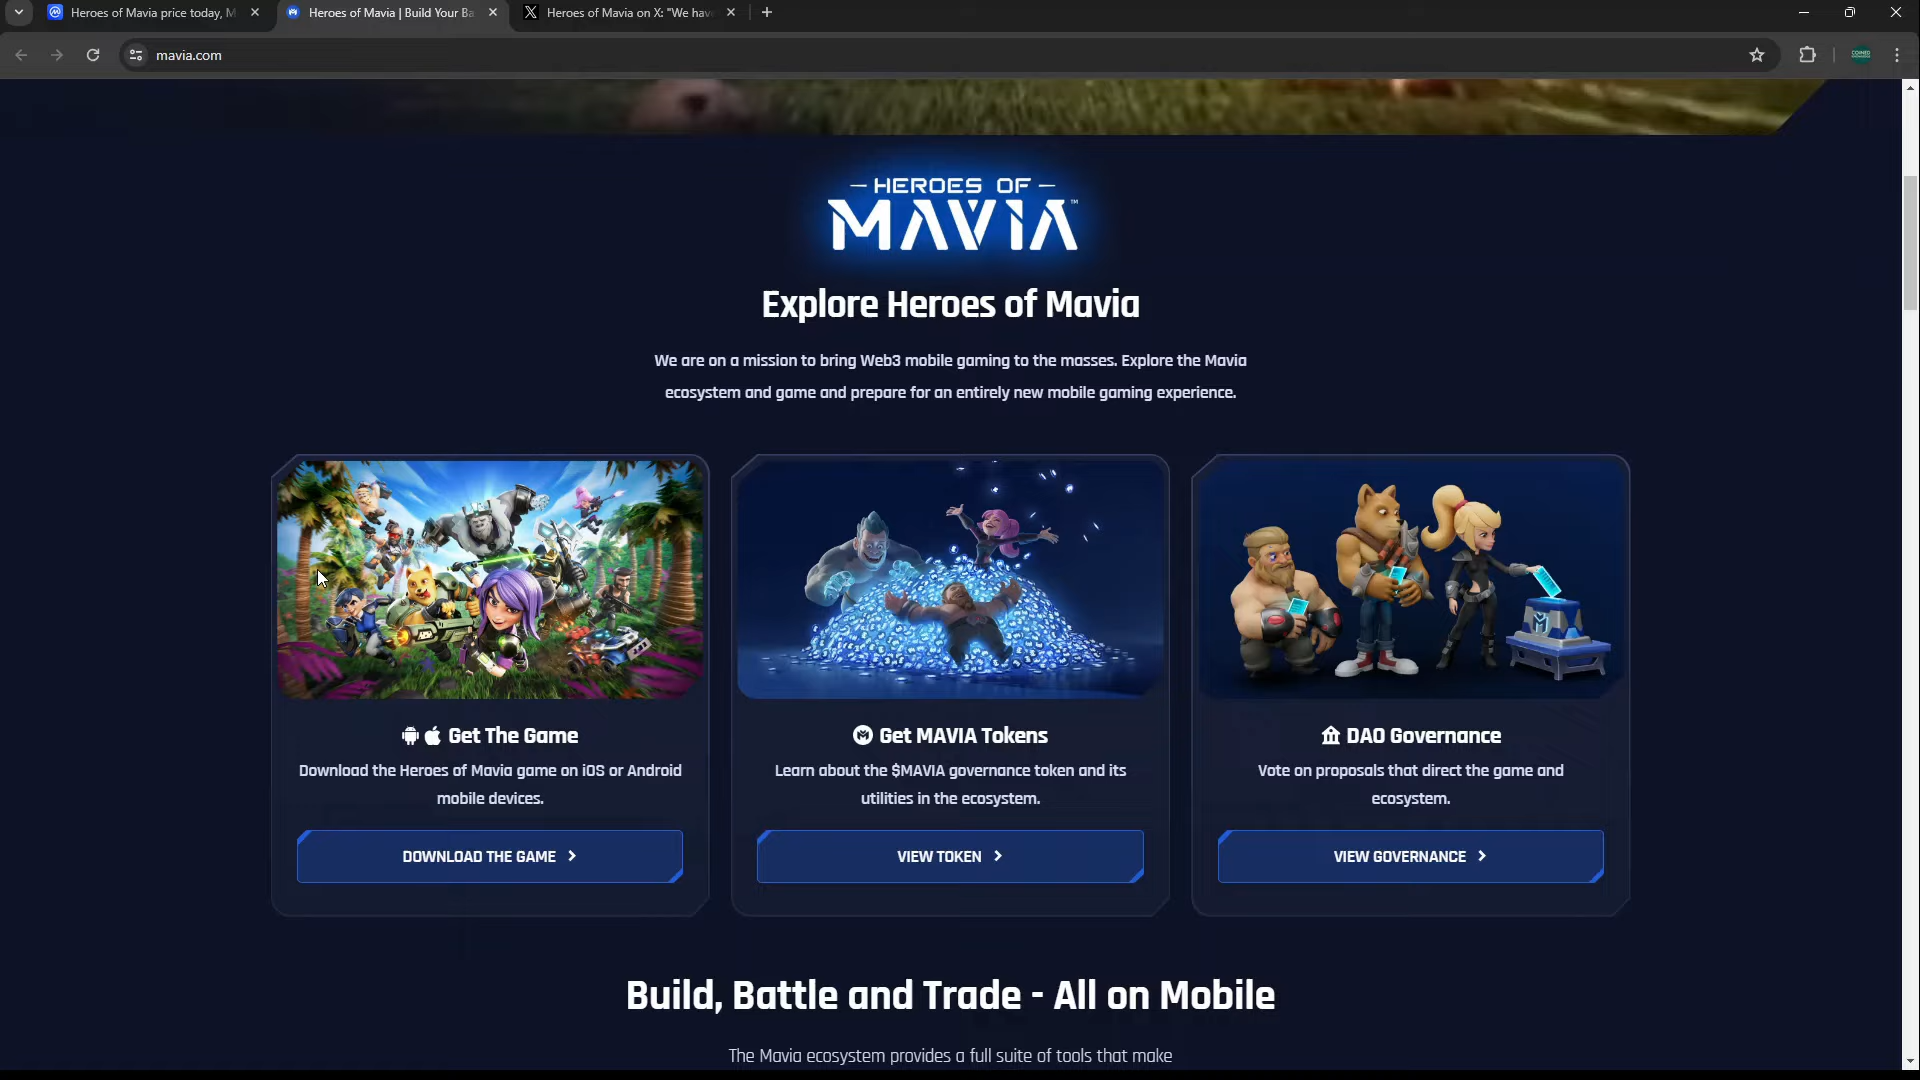 Heroes of Mavia price today, M
Heroes of Mavia | Build Your Ba
Heroes of Mavia on X: "We hav
mavia.com
HEROES OF
MAVIA™
Explore Heroes of Mavia
We are on a mission to bring Web3 mobile gaming to the masses. Explore the Mavia
ecosystem and game and prepare for an entirely new mobile gaming experience.
Get The Game
Download the Heroes of Mavia game on iOS or Android
mobile devices.
DOWNLOAD THE GAME
Get MAVIA Tokens
Learn about the $MAVIA governance token and its
utilities in the ecosystem.
VIEW TOKEN
DAO Governance
Vote on proposals that direct the game and
ecosystem.
VIEW GOVERNANCE
Build, Battle and Trade - All on Mobile
The Mavia ecosystem provides a full suite of tools that make